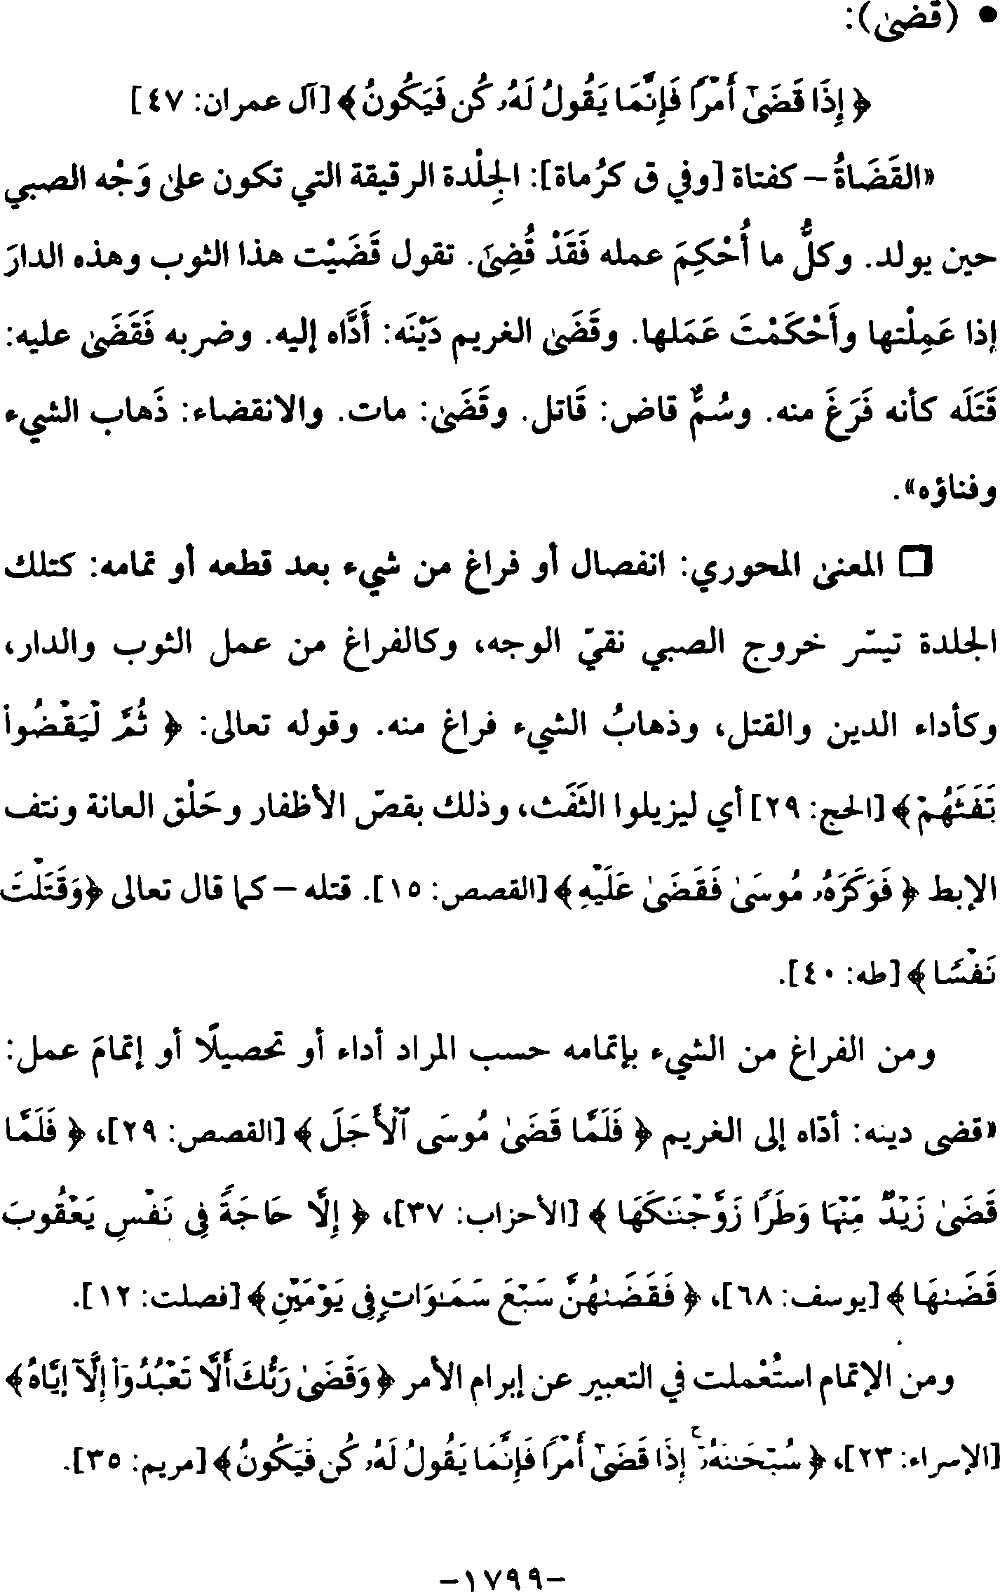 • (قضى):
﴿ إِذَا قَضَىٰٓ أَمْرًا فَإِنَّمَا يَقُولُ لَهُۥ كُن فَيَكُونُ ﴾ [آل عمران: ٤٧]
«القَضَاةُ – كفتاة [وفي ق كرُماة]: الجِلْدة الرقيقة التي تكون على وَجْه الصبي
حين يولد. وكلُّ ما أُحْكِمَ عمله فَقَدْ قُضِيَ. تقول قَضَيْت هذا الثوب وهذه الدارَ
إذا عَمِلْتها وأَحْكَمْتَ عَمَلها. وقَضَى الغريم دَيْنَه: أَدَّاه إليه. وضربه فَقَضَى عليه:
قَتَلَه كأنه فَرَغَ منه. وسُمٌّ قاض: قَاتل. وقَضَى: مات. والانقضاء: ذَهاب الشيء
وفناؤه».
❑ المعنى المحوري: انفصال أو فراغ من شيء بعد قطعه أو تمامه: كتلك
الجلدة تيسّر خروج الصبي نقيّ الوجه، وكالفراغ من عمل الثوب والدار،
وكأداء الدين والقتل، وذهابُ الشيء فراغ منه. وقوله تعالى: ﴿ ثُمَّ لْيَقْضُوا۟
تَفَثَهُمْ ﴾ [الحج: ٢٩] أي ليزيلوا التَفَث، وذلك بقصّ الأظفار وحَلْق العانة ونتف
الإبط ﴿ فَوَكَزَهُۥ مُوسَىٰ فَقَضَىٰ عَلَيْهِ ﴾ [القصص: ١٥]. قتله – كما قال تعالى ﴿وَقَتَلْتَ
نَفْسًا ﴾ [طه: ٤٠].
ومن الفراغ من الشيء بإتمامه حسب المراد أداء أو تحصيلًا أو إتمامَ عمل:
«قضى دينه: أدّاه إلى الغريم ﴿ فَلَمَّا قَضَىٰ مُوسَى ٱلْأَجَلَ ﴾ [القصص: ٢٩]، ﴿ فَلَمَّا
قَضَىٰ زَيْدٌ مِّنْهَا وَطَرًا زَوَّجْنَـٰكَهَا ﴾ [الأحزاب: ٣٧]، ﴿ إِلَّا حَاجَةً فِى نَفْسِ يَعْقُوبَ
قَضَـٰهَا ﴾ [يوسف: ٦٨]، ﴿ فَقَضَـٰهُنَّ سَبْعَ سَمَـٰوَاتٍ فِى يَوْمَيْنِ ﴾ [فصلت: ١٢].
ومن الإتمام استُعْملت في التعبير عن إبرام الأمر ﴿ وَقَضَىٰ رَبُّكَ أَلَّا تَعْبُدُوٓا۟ إِلَّآ إِيَّاهُ ﴾
[الإسراء: ٢٣]، ﴿ سُبْحَـٰنَهُۥٓ ۚ إِذَا قَضَىٰٓ أَمْرًا فَإِنَّمَا يَقُولُ لَهُۥ كُن فَيَكُونُ ﴾ [مريم: ٣٥].
-١٧٩٩-